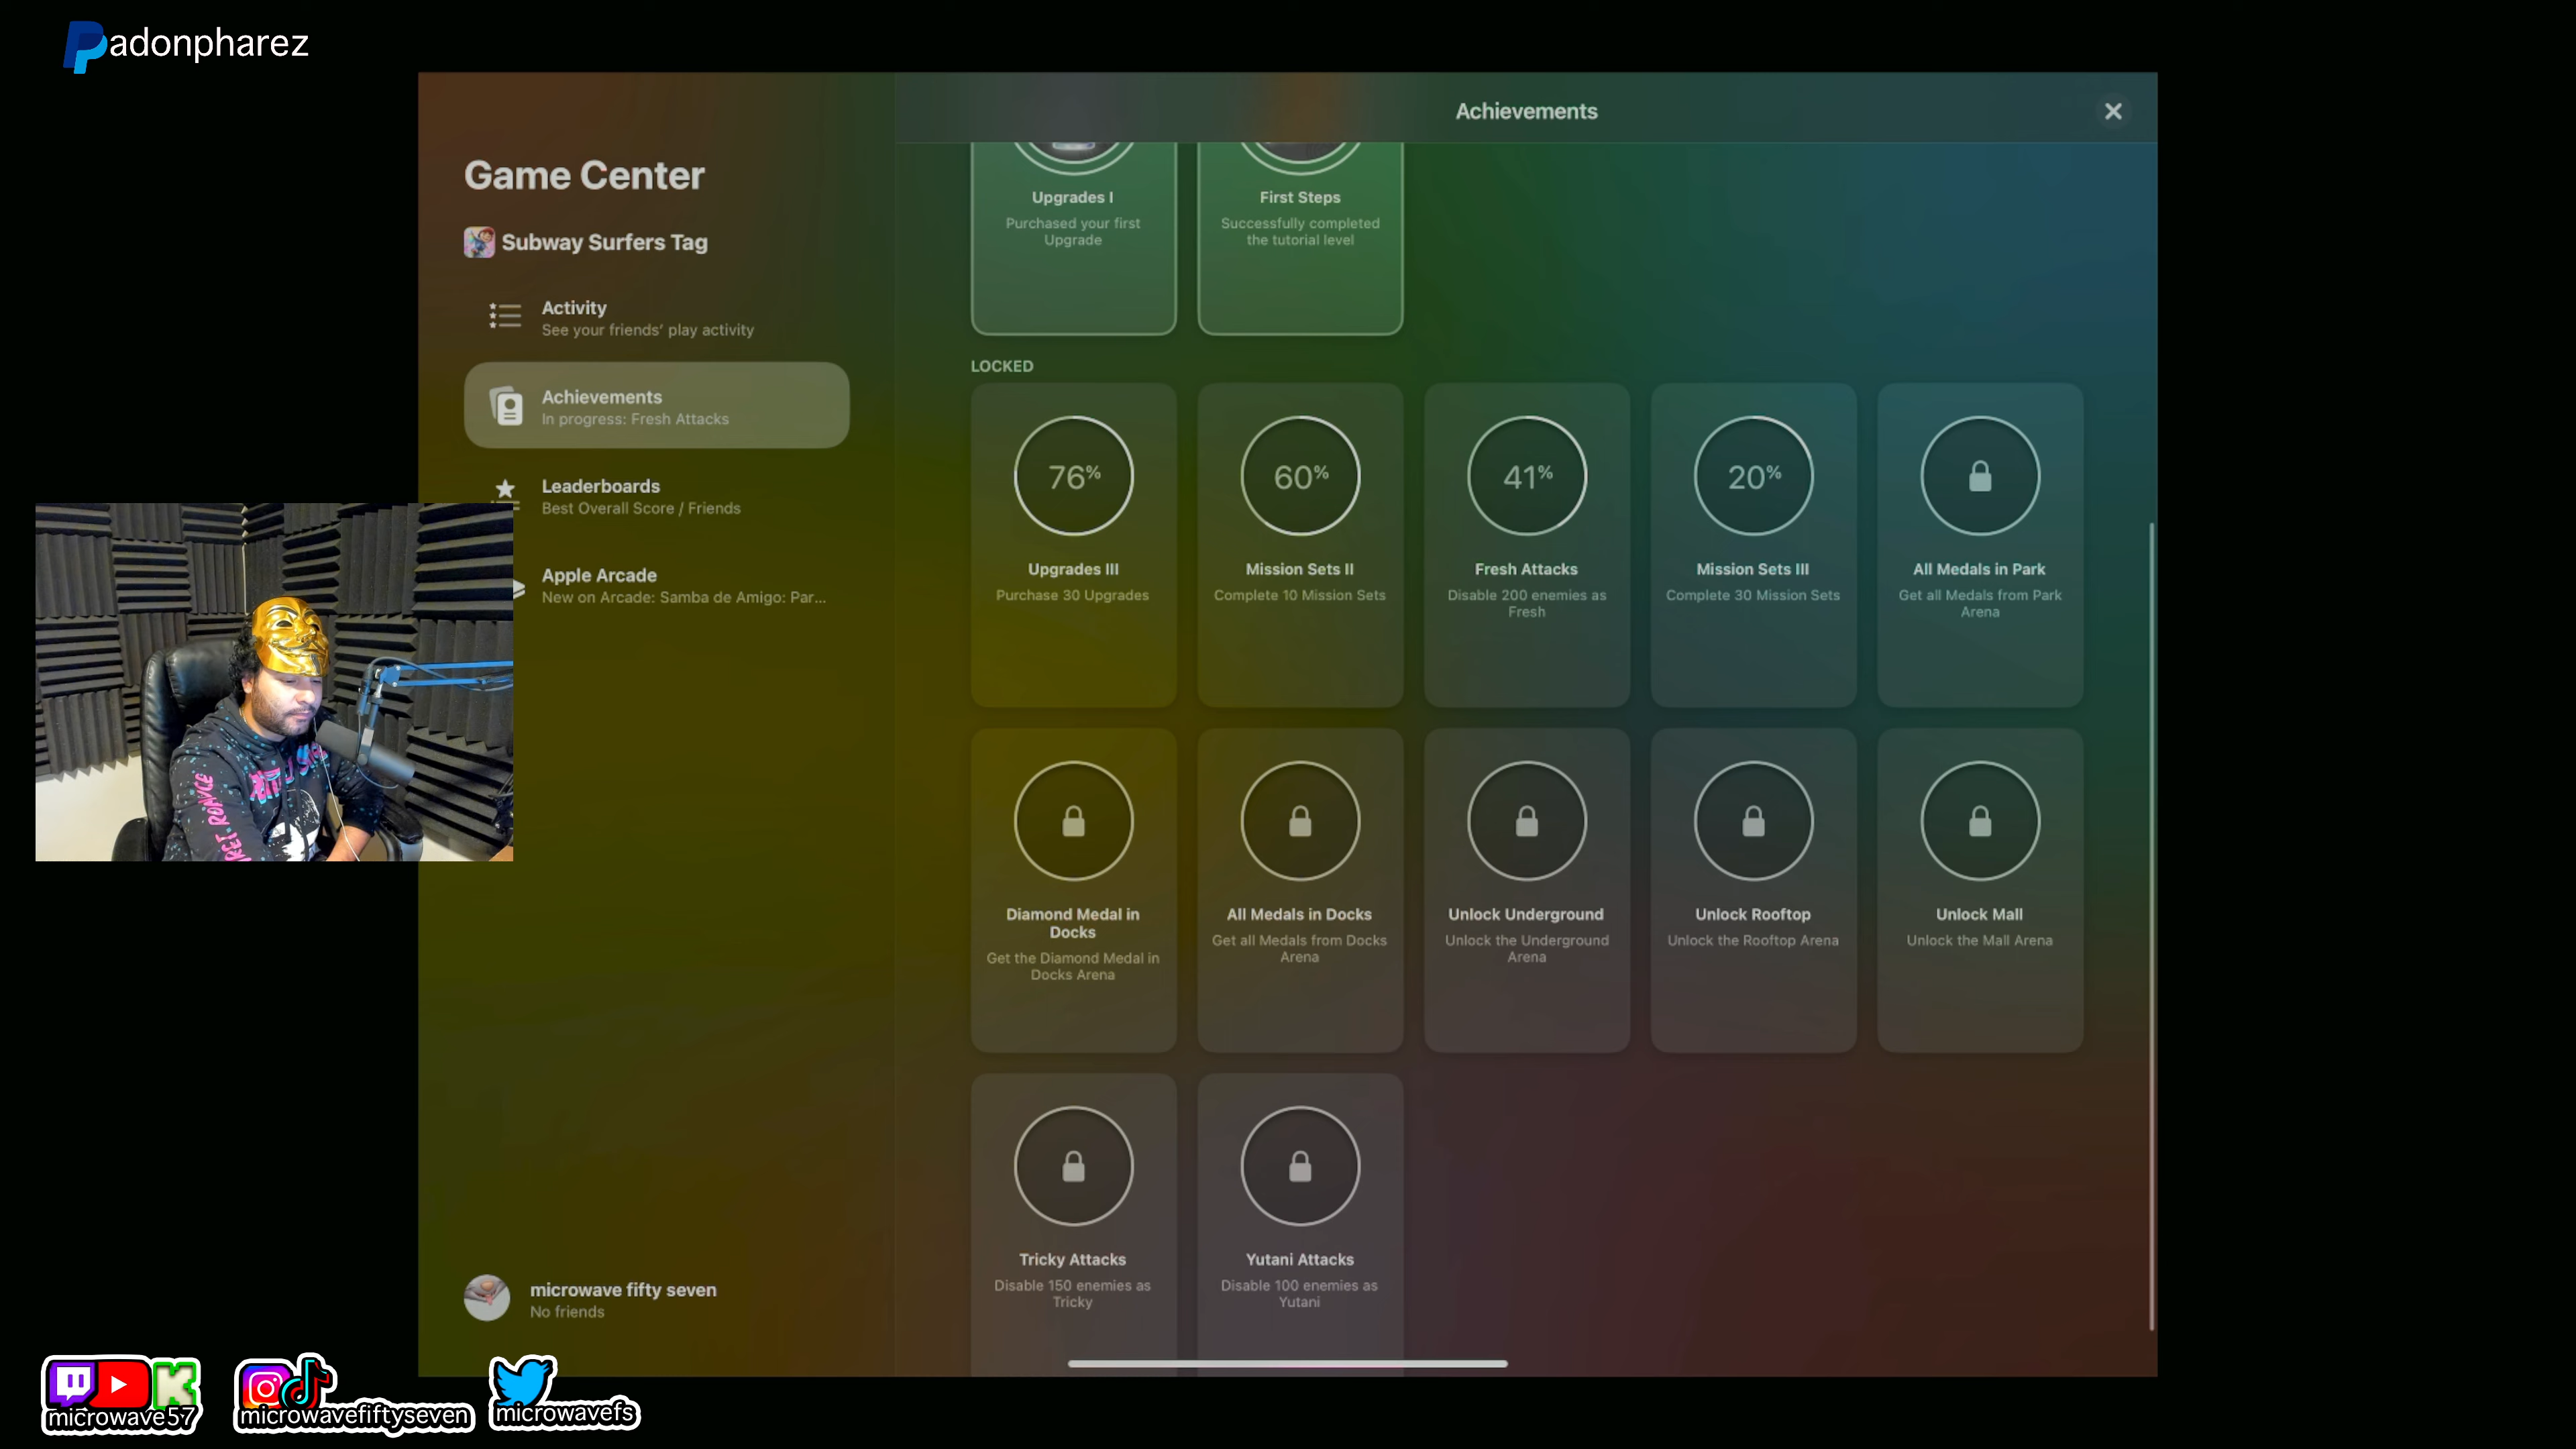 adonpharez
Achievements
Game Center
Subway Surfers Tag
Activity
See your friends' play activity
Achievements
In progress: Fresh Attacks
Leaderboards
Best Overall Score / Friends
Apple Arcade
New on Arcade: Samba de Amigo: Par...
microwave fifty seven
No friends
Upgrades I
Purchased your first
Upgrade
First Steps
Successfully completed
the tutorial level
LOCKED
76%
Upgrades III
Purchase 30 Upgrades
60%
Mission Sets II
Complete 10 Mission Sets
41%
Fresh Attacks
Disable 200 enemies as
Fresh
20%
Mission Sets III
Complete 30 Mission Sets
All Medals in Park
Get all Medals from Park
Arena
Diamond Medal in
Docks
Get the Diamond Medal in
Docks Arena
All Medals in Docks
Get all Medals from Docks
Arena
Unlock Underground
Unlock the Underground
Arena
Unlock Rooftop
Unlock the Rooftop Arena
Unlock Mall
Unlock the Mall Arena
Tricky Attacks
Disable 150 enemies as
Tricky
Yutani Attacks
Disable 100 enemies as
Yutani
microwave57
microwavefiftyseven
microwavefs